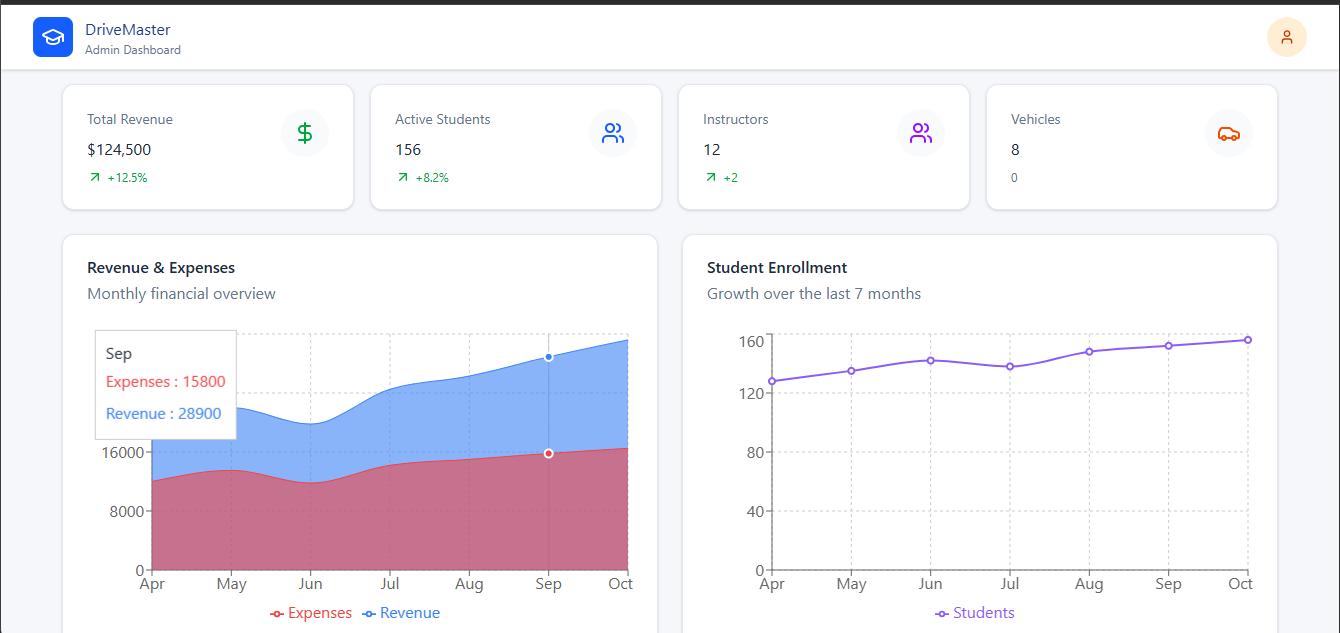 DriveMaster
Admin Dashboard
Total Revenue
$124,500
+12.5%
Active Students
156
+8.2%
Instructors
12
+2
Vehicles
8
0
Revenue & Expenses
Monthly financial overview
Sep
Expenses : 15800
Revenue : 28900
16000
8000
0
Apr May Jun Jul Aug Sep Oct
Expenses Revenue
Student Enrollment
Growth over the last 7 months
160
120
80
40
0
Apr May Jun Jul Aug Sep Oct
Students